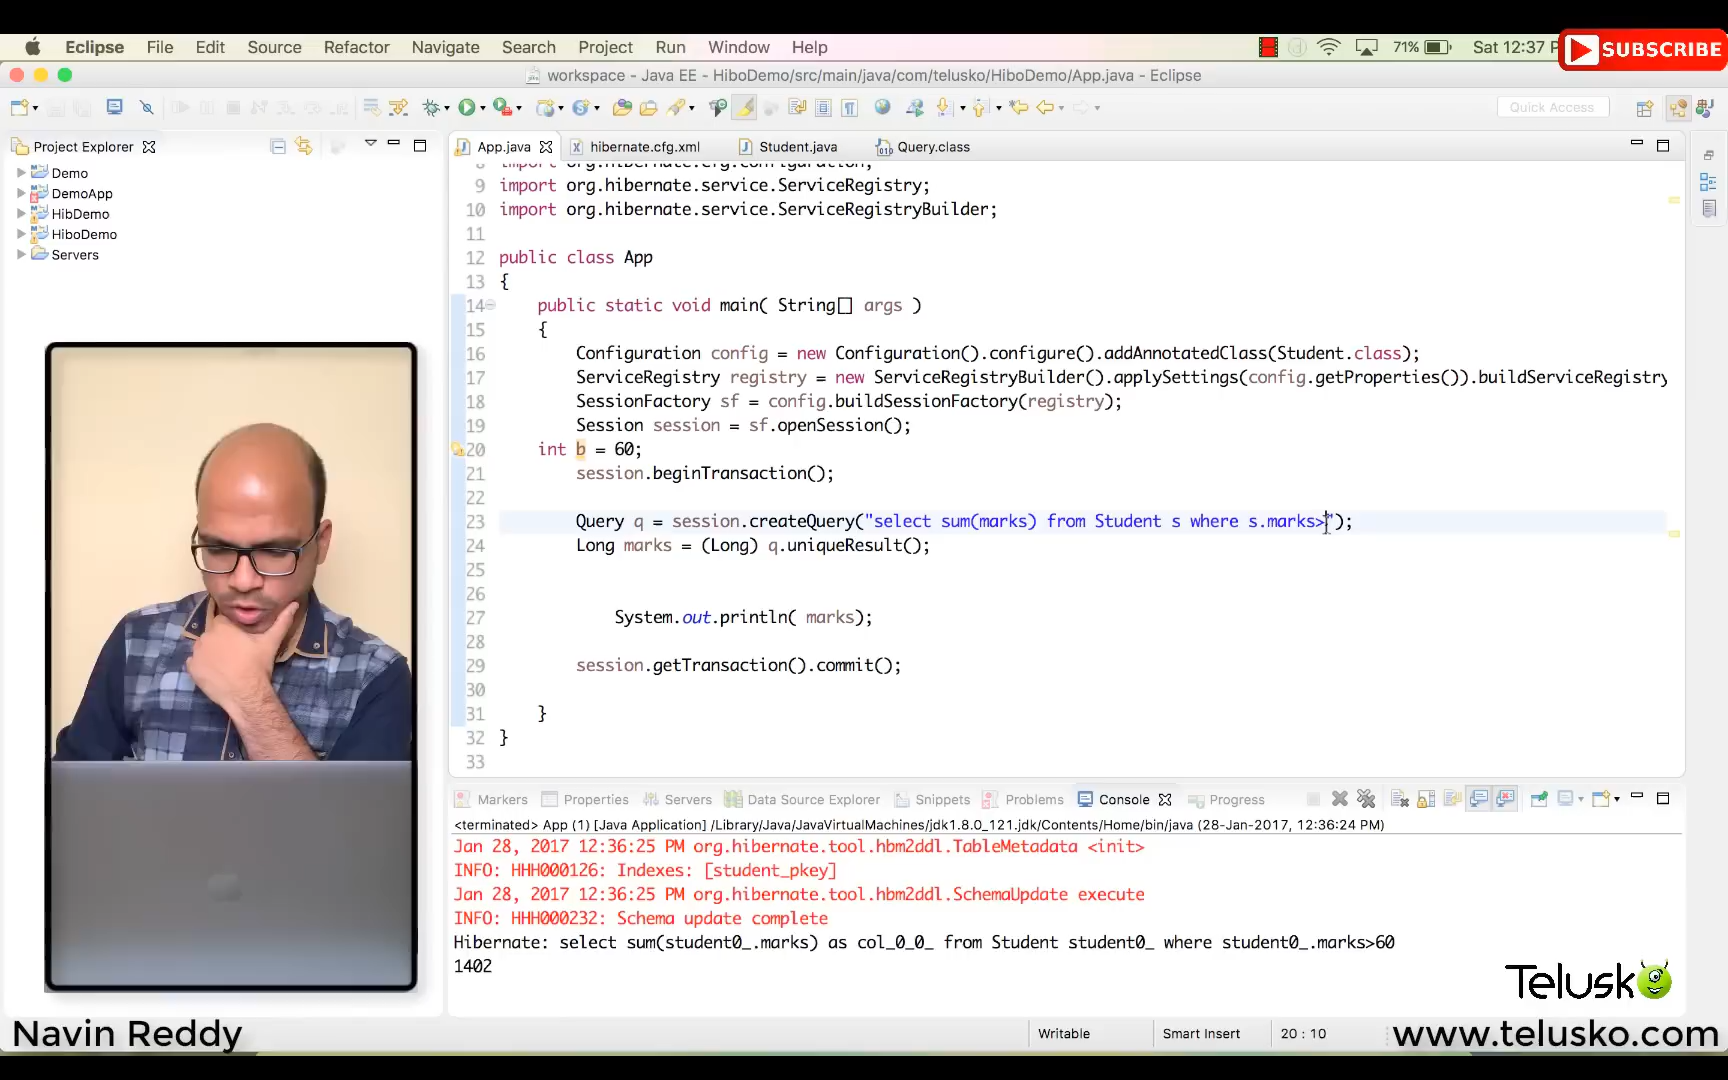 Eclipse File Edit Source Refactor Navigate Search Project Run Window Help 71% Sat 12:37 P
SUBSCRIBE
workspace - Java EE - HiboDemo/src/main/java/com/telusko/HiboDemo/App.java - Eclipse
Quick Access
Project Explorer
App.java hibernate.cfg.xml Student.java Query.class
Demo
DemoApp
HibDemo
HiboDemo
Servers
9 import org.hibernate.service.ServiceRegistry;
10 import org.hibernate.service.ServiceRegistryBuilder;
11
12 public class App
13 {
14 public static void main( String[] args )
15 {
16 Configuration config = new Configuration().configure().addAnnotatedClass(Student.class);
17 ServiceRegistry registry = new ServiceRegistryBuilder().applySettings(config.getProperties()).buildServiceRegistry
18 SessionFactory sf = config.buildSessionFactory(registry);
19 Session session = sf.openSession();
20 int b = 60;
21 session.beginTransaction();
22
23 Query q = session.createQuery("select sum(marks) from Student s where s.marks>");
24 Long marks = (Long) q.uniqueResult();
25
26
27 System.out.println( marks);
28
29 session.getTransaction().commit();
30
31 }
32 }
33
Markers Properties Servers Data Source Explorer Snippets Problems Console Progress
<terminated> App (1) [Java Application] /Library/Java/JavaVirtualMachines/jdk1.8.0_121.jdk/Contents/Home/bin/java (28-Jan-2017, 12:36:24 PM)
Jan 28, 2017 12:36:25 PM org.hibernate.tool.hbm2ddl.TableMetadata <init>
INFO: HHH000126: Indexes: [student_pkey]
Jan 28, 2017 12:36:25 PM org.hibernate.tool.hbm2ddl.SchemaUpdate execute
INFO: HHH000232: Schema update complete
Hibernate: select sum(student0_.marks) as col_0_0_ from Student student0_ where student0_.marks>60
1402
Telusko
Navin Reddy
Writable Smart Insert 20 : 10
www.telusko.com